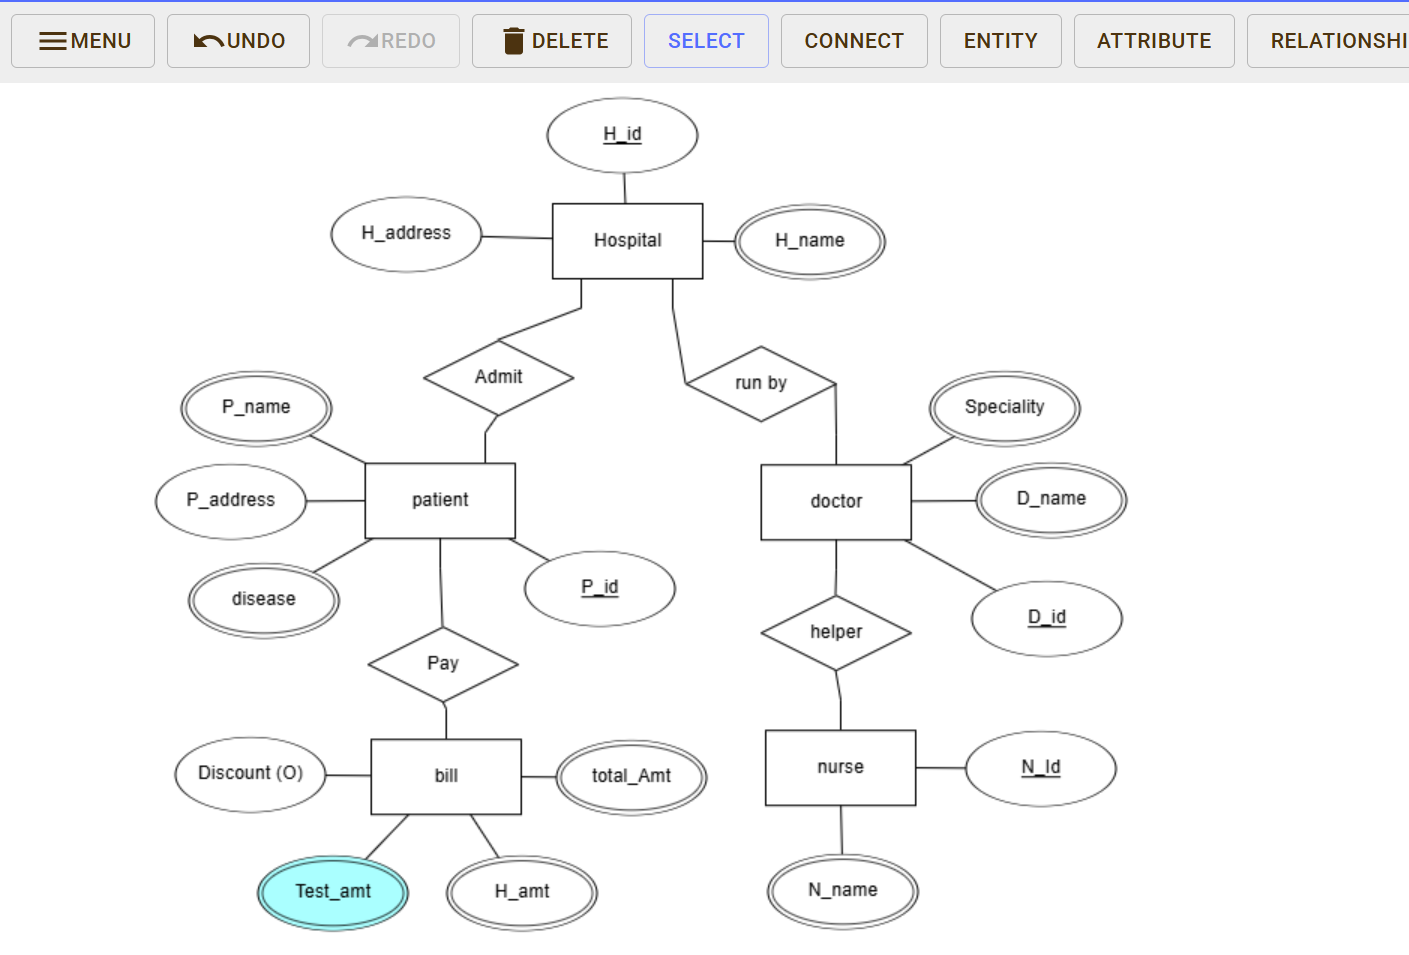 MENU UNDO REDO DELETE SELECT CONNECT ENTITY ATTRIBUTE RELATIONSHI
H_id
H_address Hospital H_name
Admit run by
P_name Speciality
P_address patient doctor D_name
disease P_id D_id
helper
Pay
Discount (O) bill total_Amt nurse N_Id
Test_amt H_amt N_name